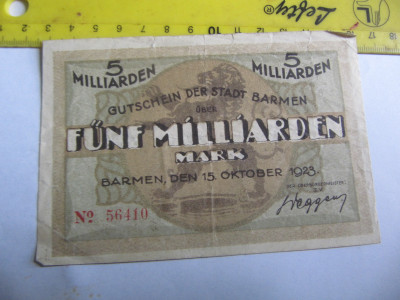 5 MILLIARDEN
5 MILLIARDEN
GUTSCHEIN DER STADT BARMEN
über
FÜNF MILLIARDEN
MARK
BARMEN, DEN 15. OKTOBER 1923.
No 56410